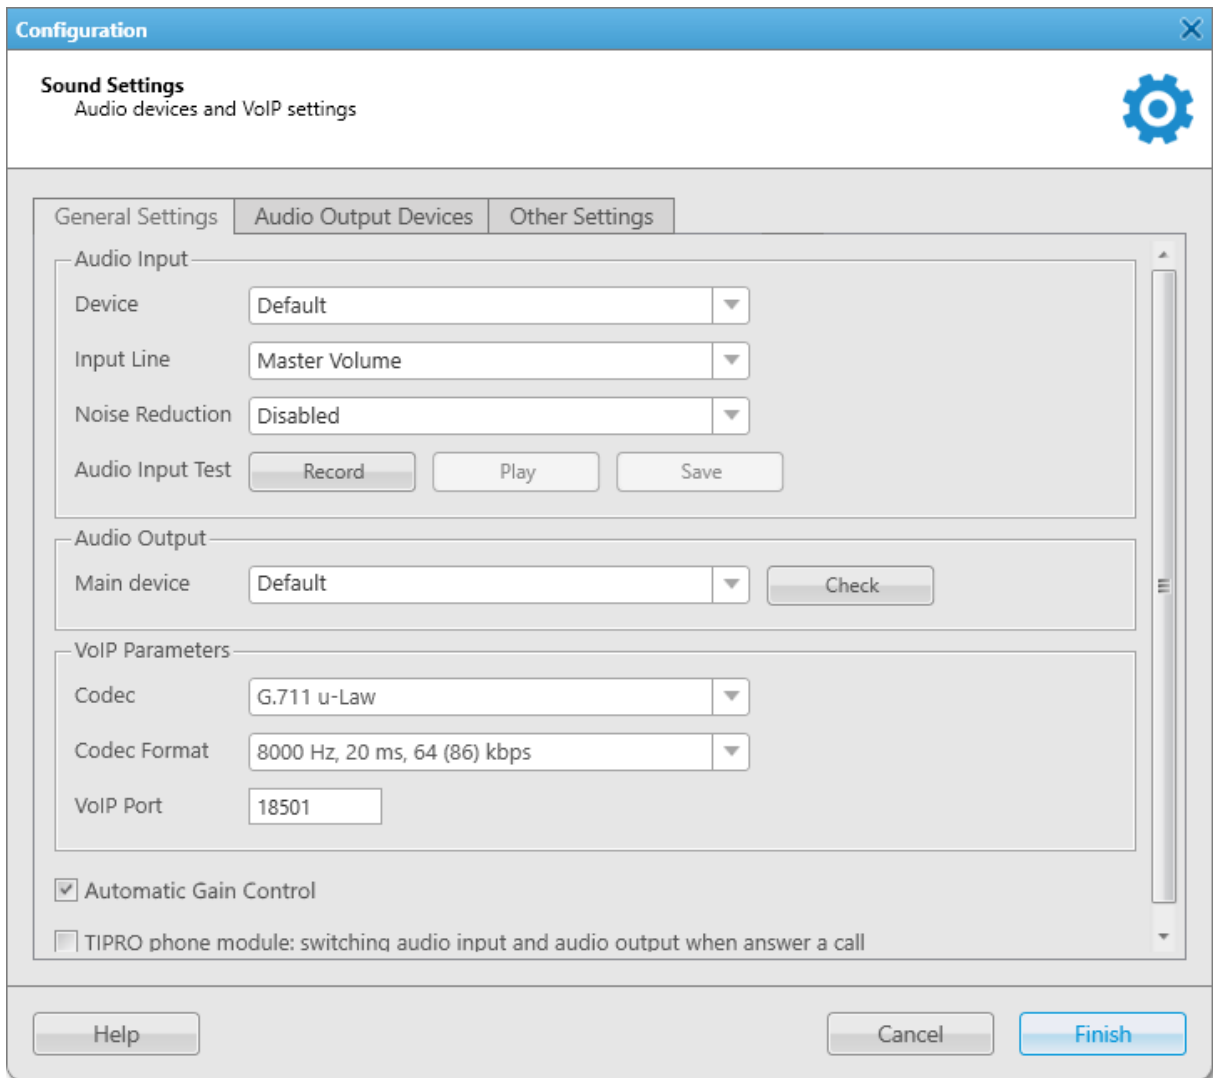 Configuration
Sound Settings
Audio devices and VoIP settings
General Settings Audio Output Devices Other Settings
Audio Input
Device Default
Input Line Master Volume
Noise Reduction Disabled
Audio Input Test Record Play Save
Audio Output
Main device Default Check
VoIP Parameters
Codec G.711 u-Law
Codec Format 8000 Hz, 20 ms, 64 (86) kbps
VoIP Port 18501
Automatic Gain Control
TIPRO phone module: switching audio input and audio output when answer a call
Help Cancel Finish